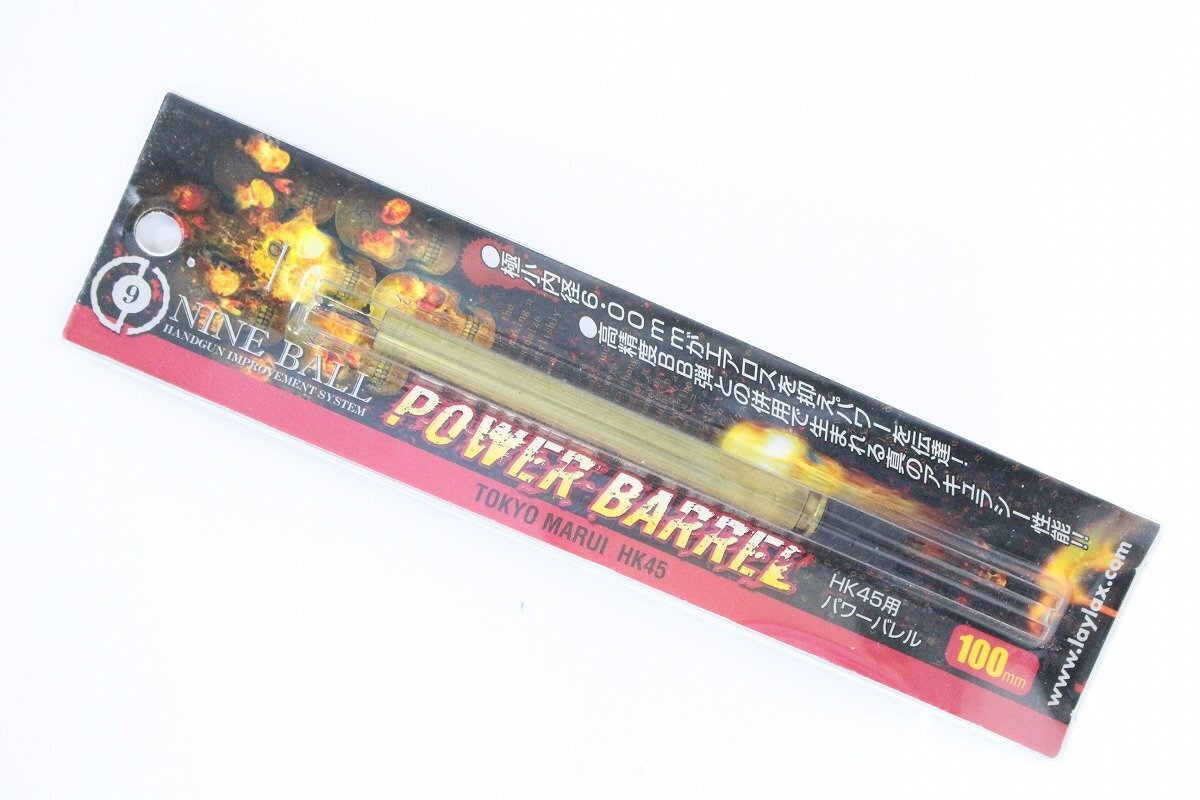 ●極小内径6.00mmがエアロスを抑えパワーを伝達!
●高精度BB弾との併用で生まれる真のアキュラシー性能!!
9
NINE BALL
HANDGUN IMPROVEMENT SYSTEM
POWER BARREL
TOKYO MARUI HK45
HK45用
パワーバレル
100mm
www.laylax.com